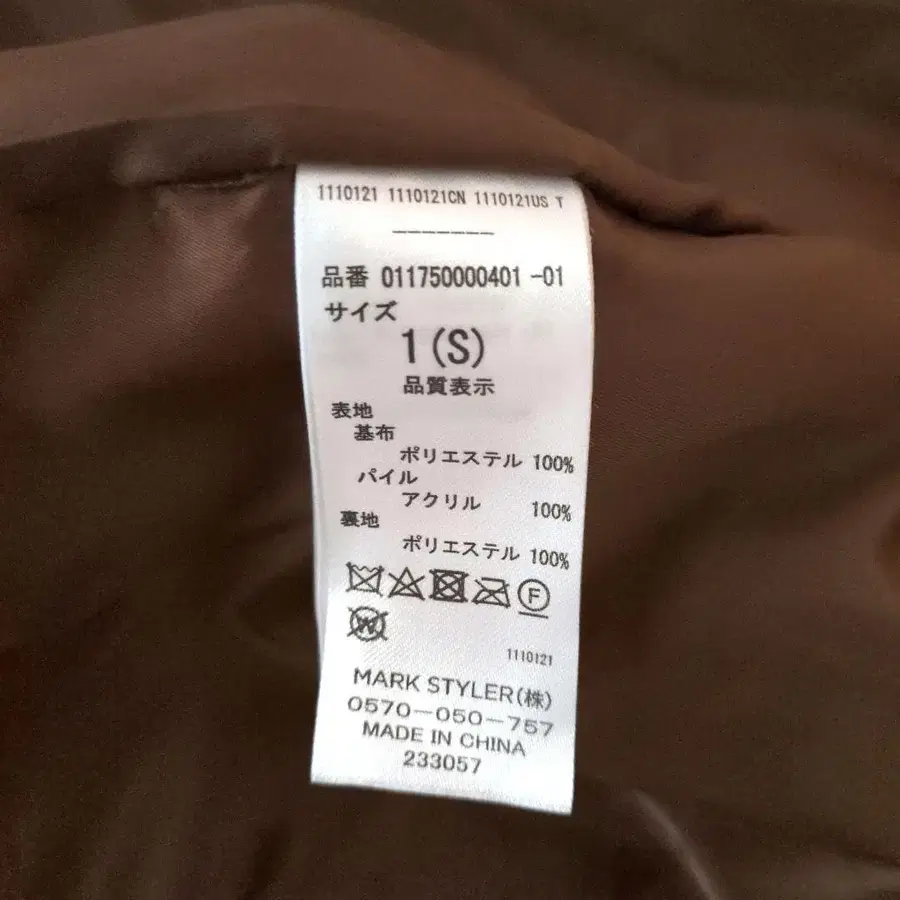 1110121 1110121CN 1110121US T
-------
品番 011750000401 -01
サイズ
1(S)
品質表示
表地
基布
ポリエステル 100%
パイル
アクリル 100%
裏地
ポリエステル 100%
F
W
1110121
MARK STYLER(株)
0570-050-757
MADE IN CHINA
233057